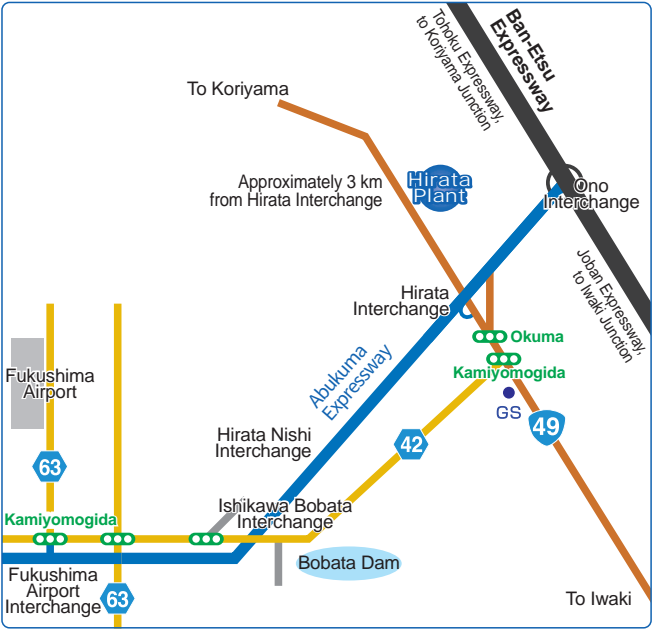 Ban-Etsu
Expressway
Tohoku Expressway,
to Koriyama Junction
To Koriyama
Approximately 3 km
from Hirata Interchange
Hirata
Plant
Ono
Interchange
Joban Expressway,
to Iwaki Junction
Hirata
Interchange
Okuma
Kamiyomogida
GS
49
Abukuma
Expressway
Fukushima
Airport
Hirata Nishi
Interchange
42
63
Ishikawa Bobata
Interchange
Kamiyomogida
Bobata Dam
Fukushima
Airport
Interchange
63
To Iwaki